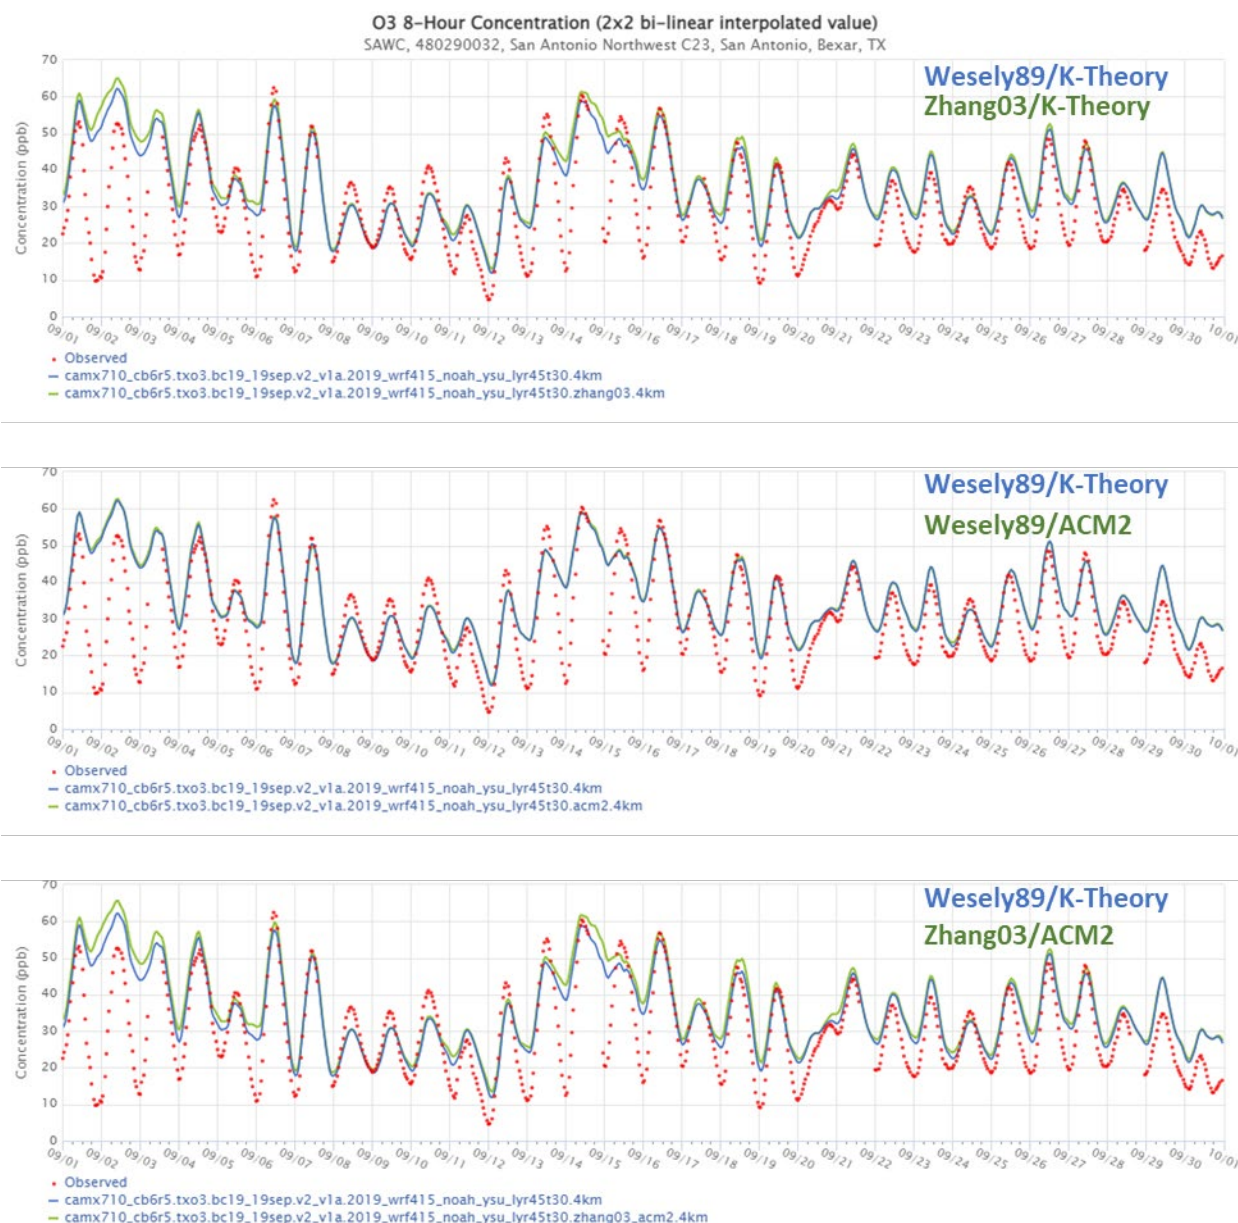 O3 8-Hour Concentration (2x2 bi-linear interpolated value)
SAWC, 480290032, San Antonio Northwest C23, San Antonio, Bexar, TX
Wesely89/K-Theory
Zhang03/K-Theory
Concentration (ppb)
70
60
50
40
30
20
10
0
09/01 09/02 09/03 09/04 09/05 09/06 09/07 09/08 09/09 09/10 09/11 09/12 09/13 09/14 09/15 09/16 09/17 09/18 09/19 09/20 09/21 09/22 09/23 09/24 09/25 09/26 09/27 09/28 09/29 09/30 10/01
Observed
camx710_cb6r5.txo3.bc19_19sep.v2_v1a.2019_wrf415_noah_ysu_lyr45t30.4km
camx710_cb6r5.txo3.bc19_19sep.v2_v1a.2019_wrf415_noah_ysu_lyr45t30.zhang03.4km
Wesely89/K-Theory
Wesely89/ACM2
Concentration (ppb)
70
60
50
40
30
20
10
0
09/01 09/02 09/03 09/04 09/05 09/06 09/07 09/08 09/09 09/10 09/11 09/12 09/13 09/14 09/15 09/16 09/17 09/18 09/19 09/20 09/21 09/22 09/23 09/24 09/25 09/26 09/27 09/28 09/29 09/30 10/01
Observed
camx710_cb6r5.txo3.bc19_19sep.v2_v1a.2019_wrf415_noah_ysu_lyr45t30.4km
camx710_cb6r5.txo3.bc19_19sep.v2_v1a.2019_wrf415_noah_ysu_lyr45t30.acm2.4km
Wesely89/K-Theory
Zhang03/ACM2
Concentration (ppb)
70
60
50
40
30
20
10
0
09/01 09/02 09/03 09/04 09/05 09/06 09/07 09/08 09/09 09/10 09/11 09/12 09/13 09/14 09/15 09/16 09/17 09/18 09/19 09/20 09/21 09/22 09/23 09/24 09/25 09/26 09/27 09/28 09/29 09/30 10/01
Observed
camx710_cb6r5.txo3.bc19_19sep.v2_v1a.2019_wrf415_noah_ysu_lyr45t30.4km
camx710_cb6r5.txo3.bc19_19sep.v2_v1a.2019_wrf415_noah_ysu_lyr45t30.zhang03_acm2.4km